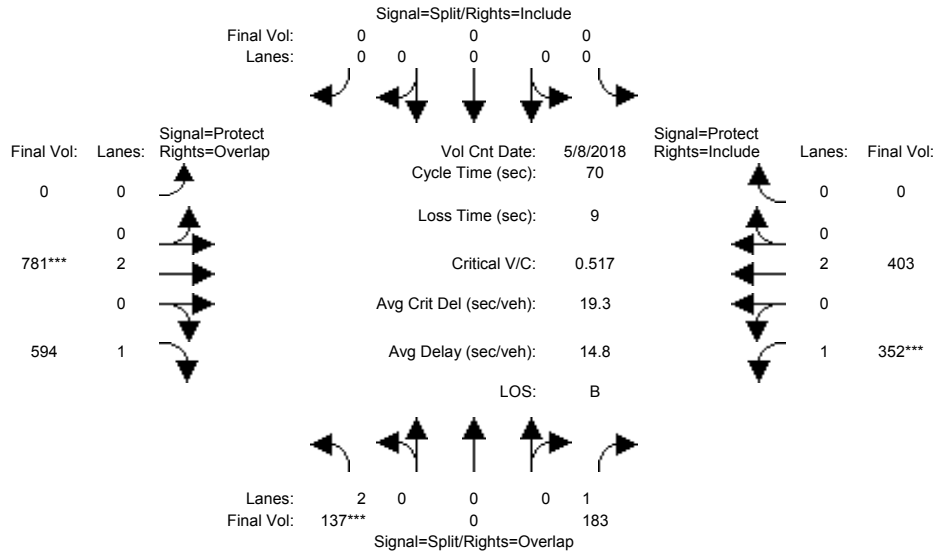 Signal=Split/Rights=Include
Final Vol: 0 0 0
Lanes: 0 0 0 0 0
Signal=Protect
Final Vol: Lanes: Rights=Overlap
Vol Cnt Date: 5/8/2018
Signal=Protect
Rights=Include Lanes: Final Vol:
Cycle Time (sec): 70
0 0
0 0
Loss Time (sec): 9
0
0
781*** 2
Critical V/C: 0.517
2 403
0
Avg Crit Del (sec/veh): 19.3
0
594 1
Avg Delay (sec/veh): 14.8
1 352***
LOS: B
Lanes: 2 0 0 0 1
Final Vol: 137*** 0 183
Signal=Split/Rights=Overlap